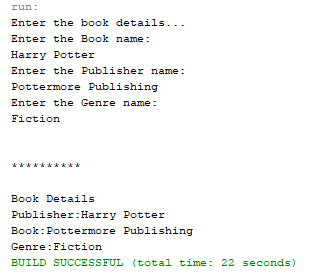 run:
Enter the book details...
Enter the Book name:
Harry Potter
Enter the Publisher name:
Pottermore Publishing
Enter the Genre name:
Fiction
**********
Book Details
Publisher:Harry Potter
Book:Pottermore Publishing
Genre:Fiction
BUILD SUCCESSFUL (total time: 22 seconds)